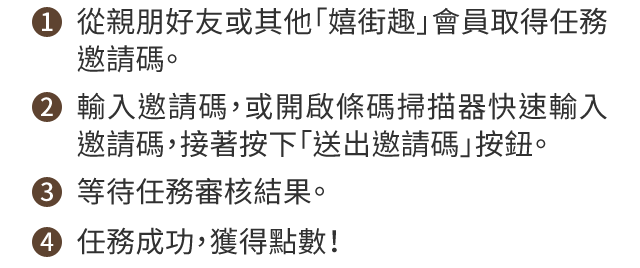 1 從親朋好友或其他「嬉街趣」會員取得任務
邀請碼。
2 輸入邀請碼，或開啟條碼掃描器快速輸入
邀請碼，接著按下「送出邀請碼」按鈕。
3 等待任務審核結果。
4 任務成功，獲得點數！